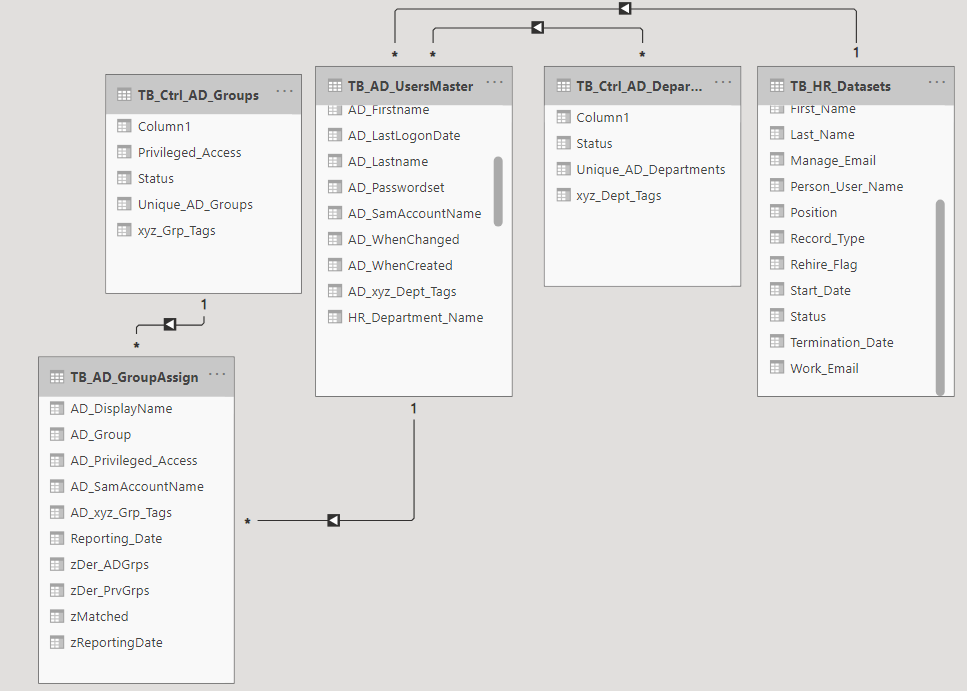 *
*
*
1
TB_Ctrl_AD_Groups ...
Column1
Privileged_Access
Status
Unique_AD_Groups
xyz_Grp_Tags
TB_AD_UsersMaster ...
AD_Firstname
AD_LastLogonDate
AD_Lastname
AD_Passwordset
AD_SamAccountName
AD_WhenChanged
AD_WhenCreated
AD_xyz_Dept_Tags
HR_Department_Name
TB_Ctrl_AD_Depar... ...
Column1
Status
Unique_AD_Departments
xyz_Dept_Tags
TB_HR_Datasets ...
First_Name
Last_Name
Manage_Email
Person_User_Name
Position
Record_Type
Rehire_Flag
Start_Date
Status
Termination_Date
Work_Email
1
*
TB_AD_GroupAssign ...
AD_DisplayName
AD_Group
AD_Privileged_Access
AD_SamAccountName
AD_xyz_Grp_Tags
Reporting_Date
zDer_ADGrps
zDer_PrvGrps
zMatched
zReportingDate
1
*